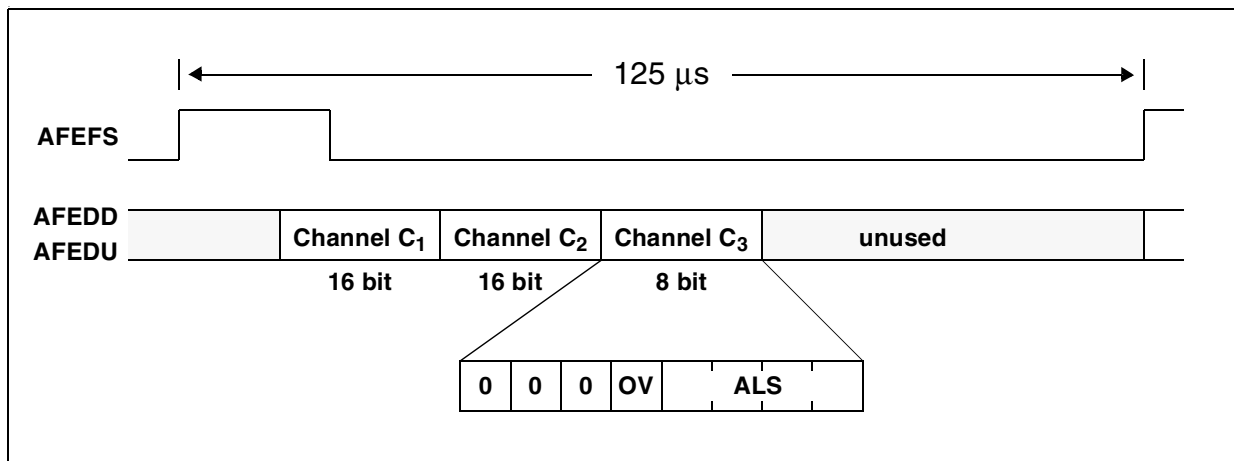 125 μs
AFEFS
AFEDD
AFEDU
Channel C1 Channel C2 Channel C3 unused
16 bit 16 bit 8 bit
0 0 0 OV ALS